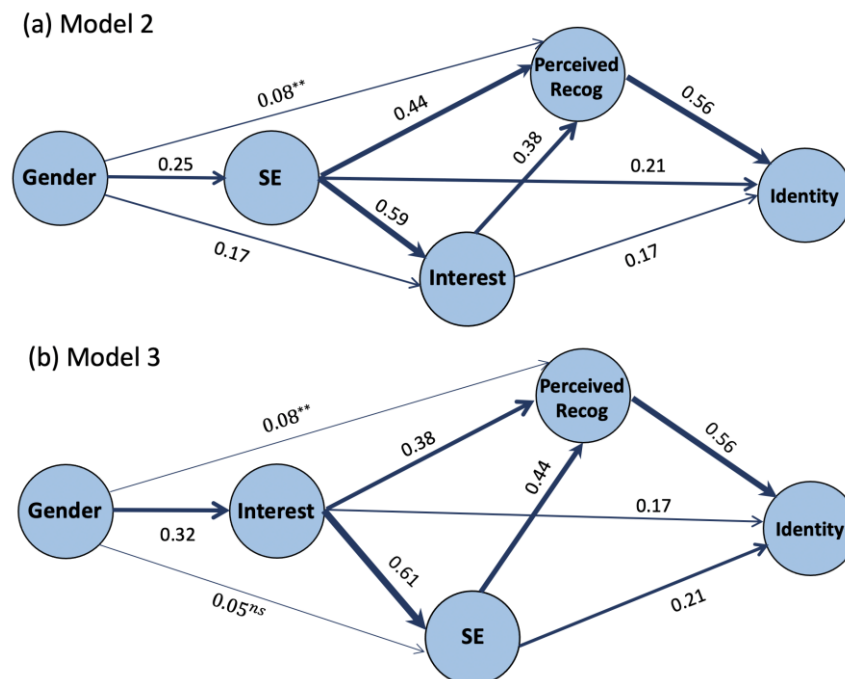 (a) Model 2
Perceived
Recog
0.08**
0.44
0.56
0.38
0.25
Gender
SE
0.21
Identity
0.59
0.17
Interest
0.17
(b) Model 3
Perceived
Recog
0.08**
0.38
0.56
0.44
Gender
Interest
0.17
0.32
Identity
0.61
0.05ns
0.21
SE